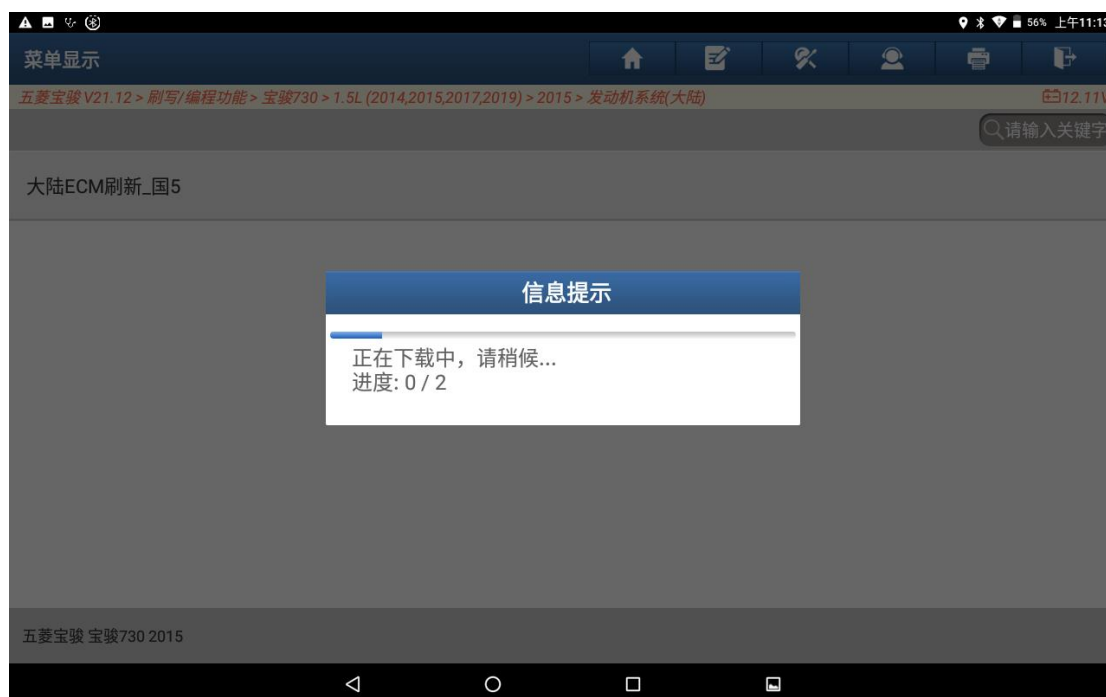 56% 上午11:13
菜单显示
五菱宝骏 V21.12 > 刷写/编程功能 > 宝骏730 > 1.5L (2014,2015,2017,2019) > 2015 > 发动机系统(大陆)
12.11V
请输入关键字
大陆ECM刷新_国5
信息提示
正在下载中，请稍候...
进度: 0 / 2
五菱宝骏 宝骏730 2015